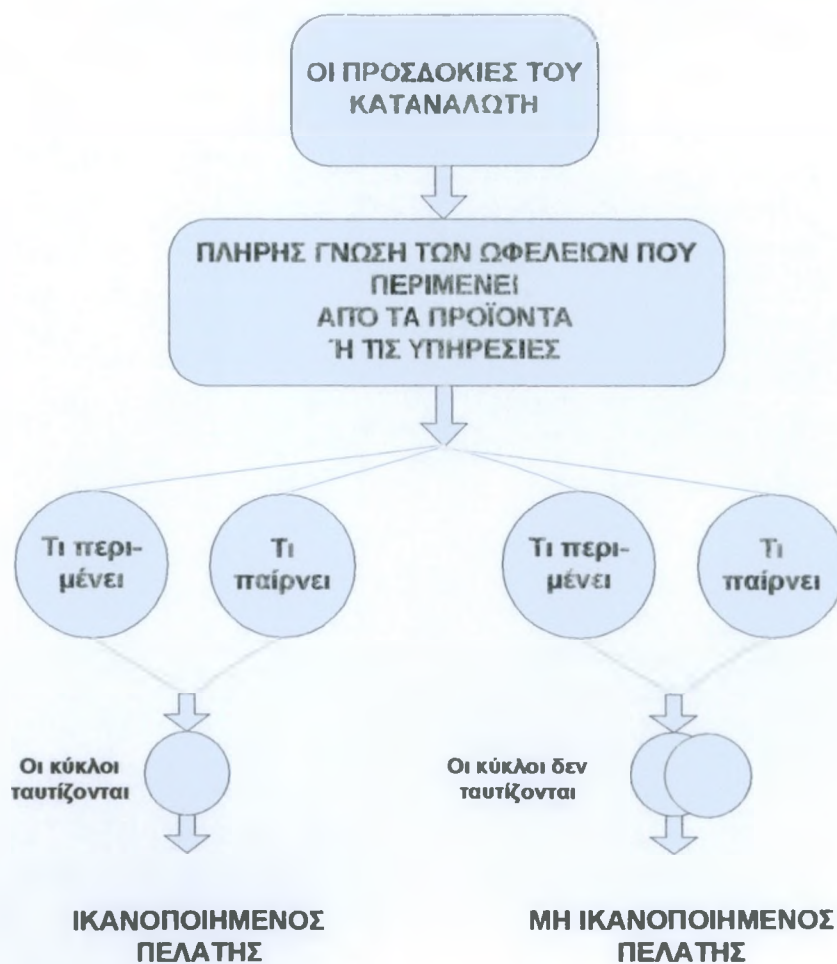 ΟΙ ΠΡΟΣΔΟΚΙΕΣ ΤΟΥ
ΚΑΤΑΝΑΛΩΤΗ
ΠΛΗΡΗΣ ΓΝΩΣΗ ΤΩΝ ΩΦΕΛΕΙΩΝ ΠΟΥ
ΠΕΡΙΜΕΝΕΙ
ΑΠΌ ΤΑ ΠΡΟΪΟΝΤΑ
Ή ΤΙΣ ΥΠΗΡΕΣΙΕΣ
Τι περι-
μένει
Τι
παίρνει
Τι περι-
μένει
Τι
παίρνει
Οι κύκλοι
ταυτίζονται
Οι κύκλοι δεν
ταυτίζονται
ΙΚΑΝΟΠΟΙΗΜΕΝΟΣ
ΠΕΛΑΤΗΣ
ΜΗ ΙΚΑΝΟΠΟΙΗΜΕΝΟΣ
ΠΕΛΑΤΗΣ